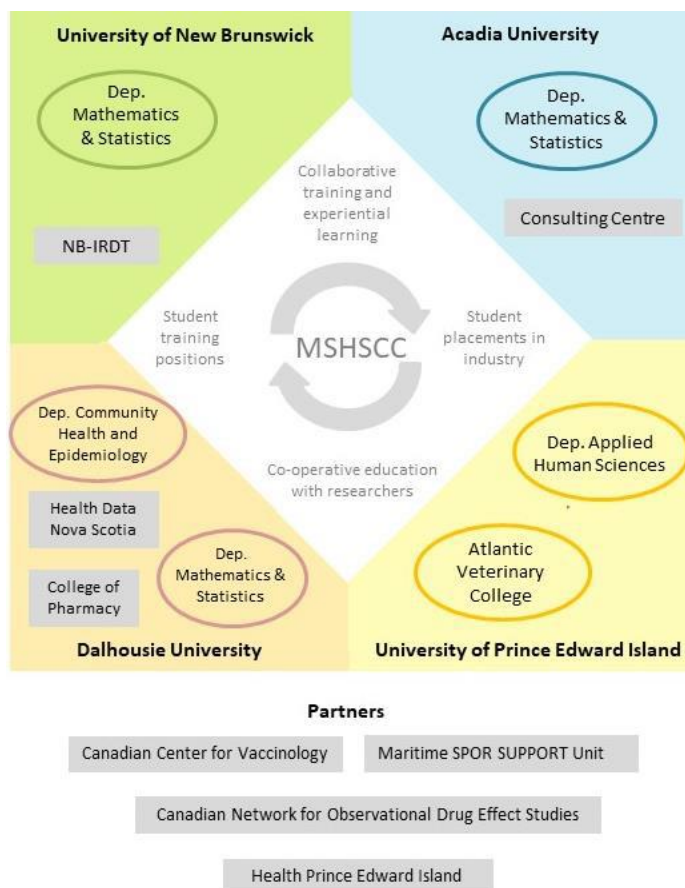 University of New Brunswick
Acadia University
Dep.
Mathematics
& Statistics
Dep.
Mathematics &
Statistics
NB-IRDT
Consulting Centre
Collaborative
training and
experiential
learning
Student
training
positions
MSHSCC
Student
placements in
industry
Co-operative education
with researchers
Dep. Community
Health and
Epidemiology
Health Data
Nova Scotia
College of
Pharmacy
Dep.
Mathematics &
Statistics
Dalhousie University
Dep. Applied
Human Sciences
Atlantic
Veterinary
College
University of Prince Edward Island
Partners
Canadian Center for Vaccinology
Maritime SPOR SUPPORT Unit
Canadian Network for Observational Drug Effect Studies
Health Prince Edward Island